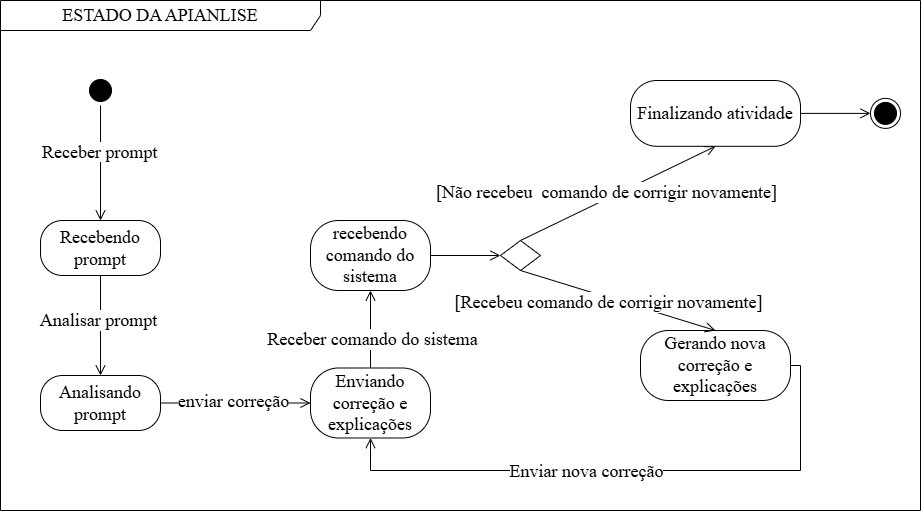 ESTADO DA APIANLISE
Receber prompt
Recebendo
prompt
Analisar prompt
Analisando
prompt
enviar correção
Enviando
correção e
explicações
Receber comando do sistema
recebendo
comando do
sistema
[Não recebeu  comando de corrigir novamente]
Finalizando atividade
[Recebeu comando de corrigir novamente]
Gerando nova
correção e
explicações
Enviar nova correção